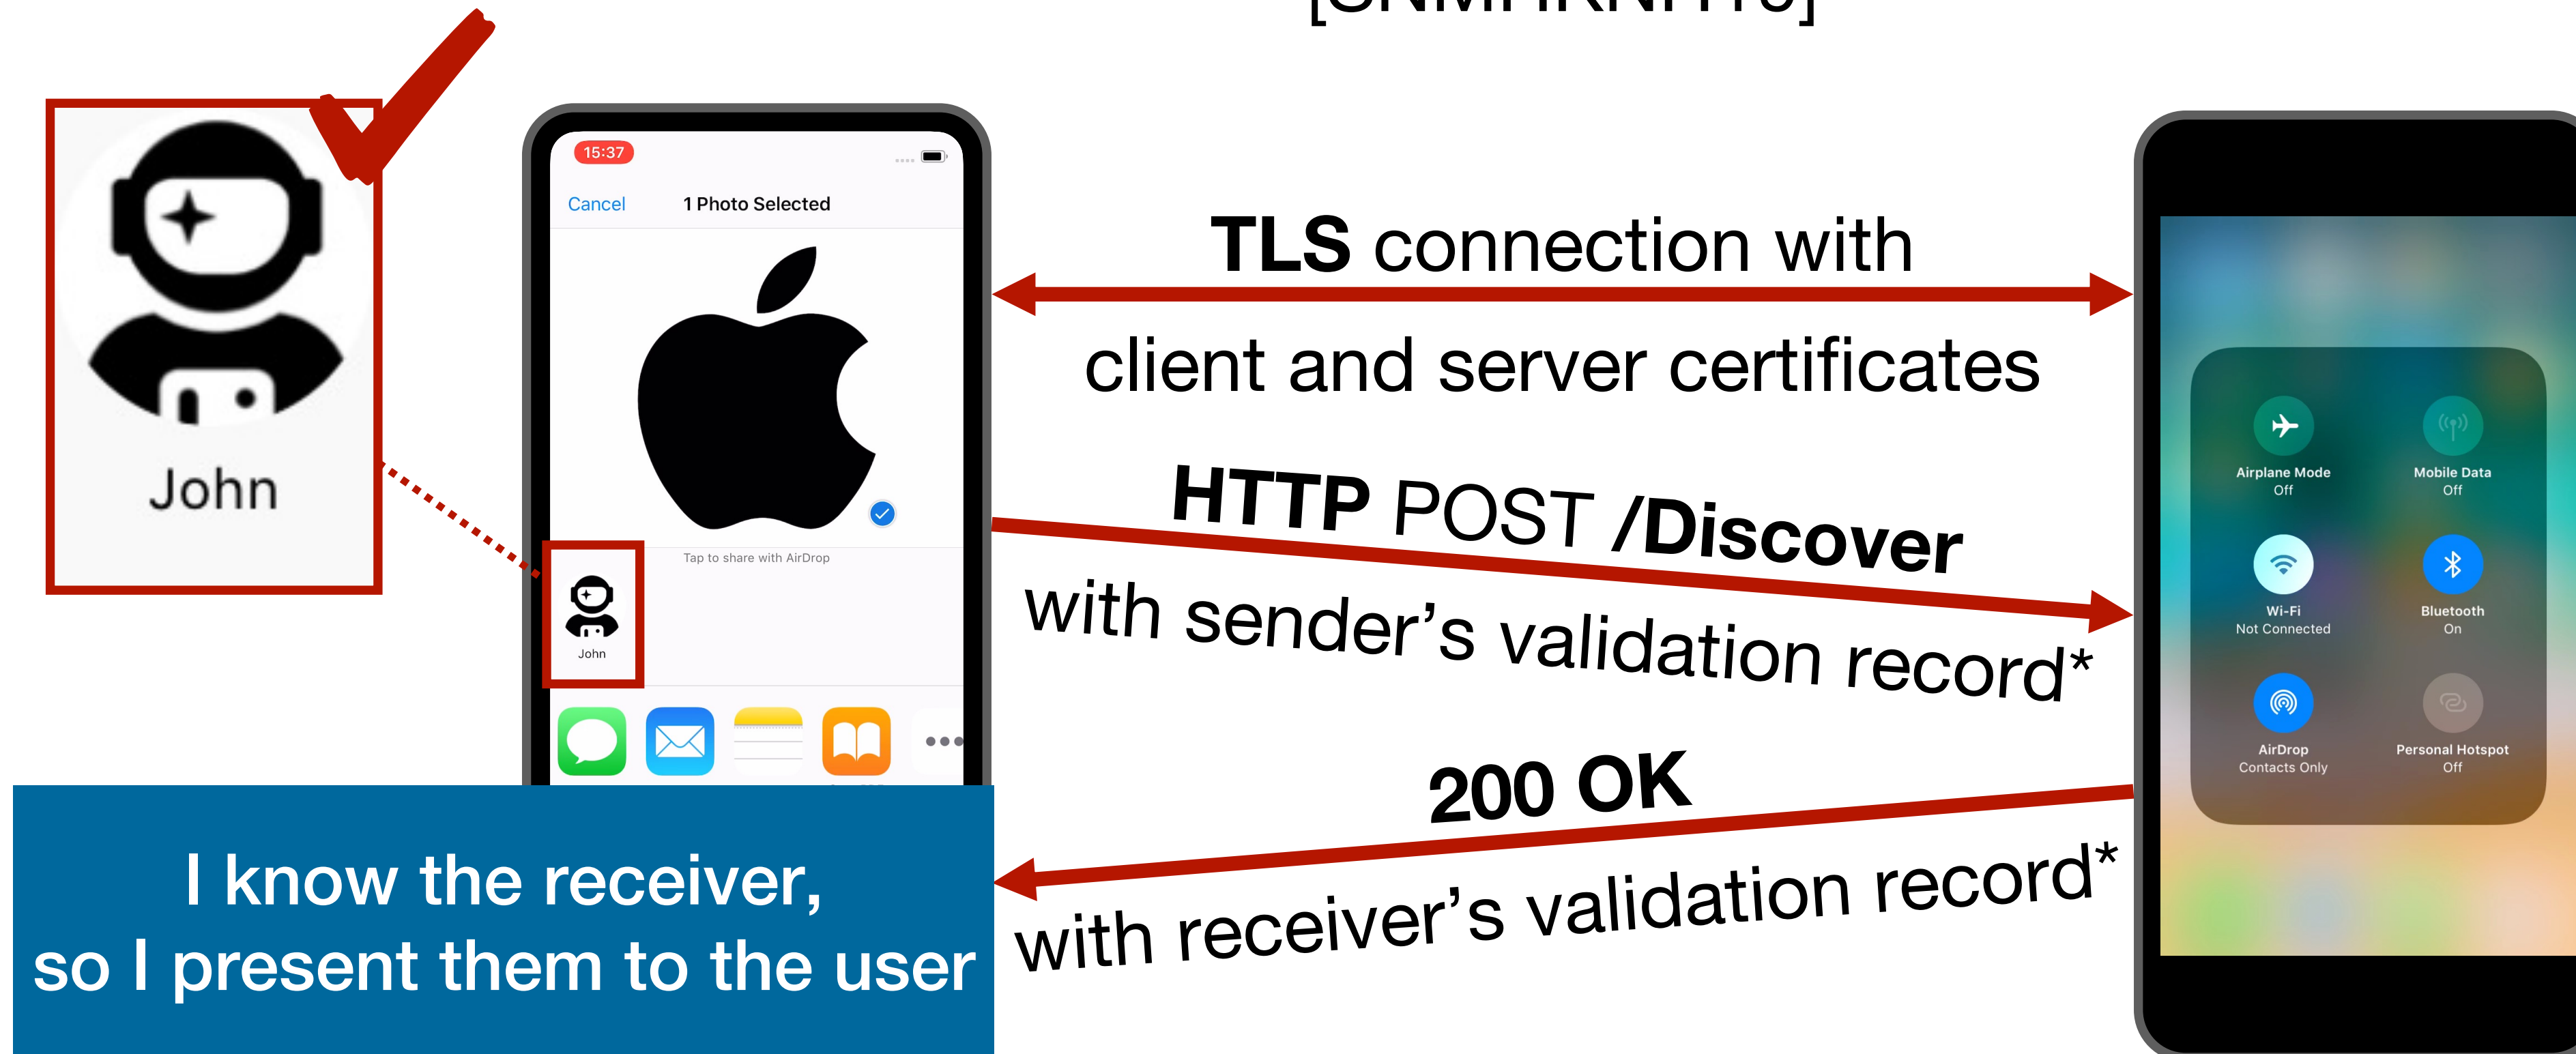 John
15:37
Cancel
1 Photo Selected
Tap to share with AirDrop
John
I know the receiver,
so I present them to the user
TLS connection with
client and server certificates
HTTP POST /Discover
with sender's validation record*
200 OK
with receiver's validation record*
Airplane Mode
Off
Mobile Data
Off
Wi-Fi
Not Connected
Bluetooth
On
AirDrop
Contacts Only
Personal Hotspot
Off